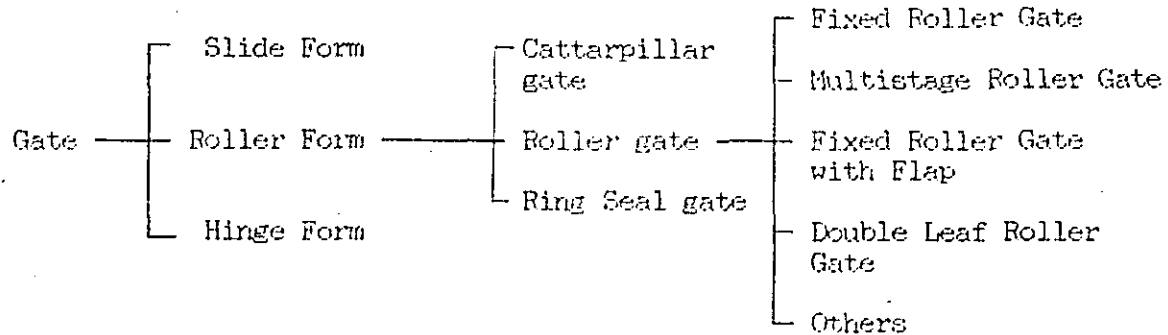 Gate
Slide Form
Roller Form
Hinge Form
Cattarpillar
gate
Roller gate
Ring Seal gate
Fixed Roller Gate
Multistage Roller Gate
Fixed Roller Gate
with Flap
Double Leaf Roller
Gate
Others